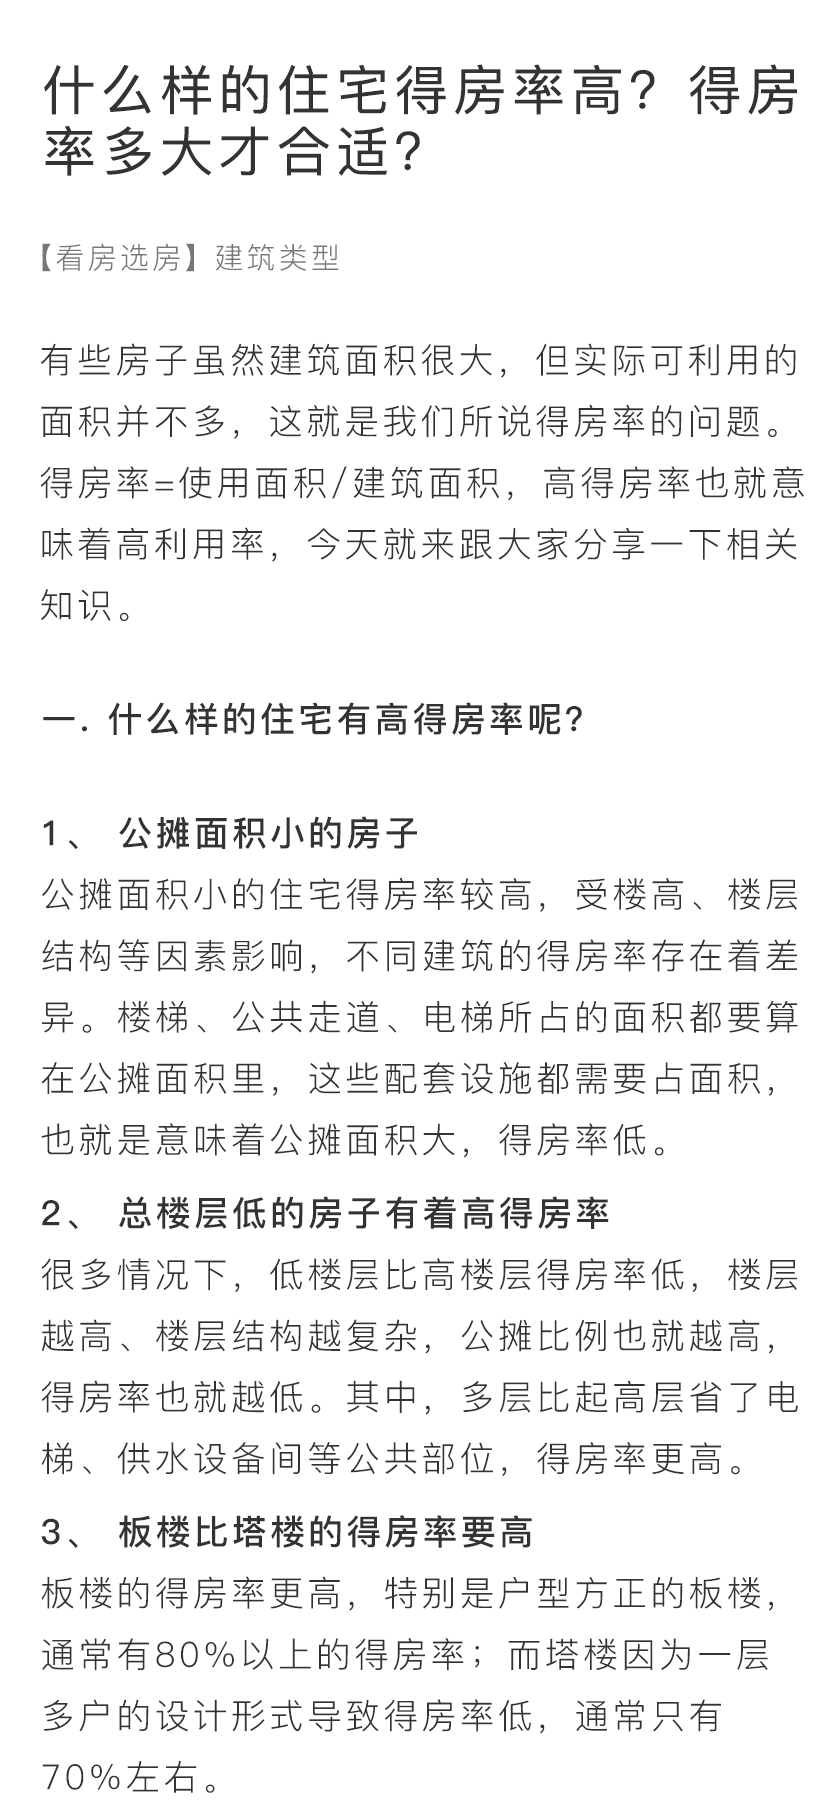 什么样的住宅得房率高？得房
率多大才合适？
【看房选房】建筑类型
有些房子虽然建筑面积很大，但实际可利用的
面积并不多，这就是我们所说得房率的问题。
得房率=使用面积/建筑面积，高得房率也就意
味着高利用率，今天就来跟大家分享一下相关
知识。
一. 什么样的住宅有高得房率呢?
1、 公摊面积小的房子
公摊面积小的住宅得房率较高，受楼高、楼层
结构等因素影响，不同建筑的得房率存在着差
异。楼梯、公共走道、电梯所占的面积都要算
在公摊面积里，这些配套设施都需要占面积，
也就是意味着公摊面积大，得房率低。
2、 总楼层低的房子有着高得房率
很多情况下，低楼层比高楼层得房率低，楼层
越高、楼层结构越复杂，公摊比例也就越高，
得房率也就越低。其中，多层比起高层省了电
梯、供水设备间等公共部位，得房率更高。
3、 板楼比塔楼的得房率要高
板楼的得房率更高，特别是户型方正的板楼，
通常有80%以上的得房率；而塔楼因为一层
多户的设计形式导致得房率低，通常只有
70%左右。